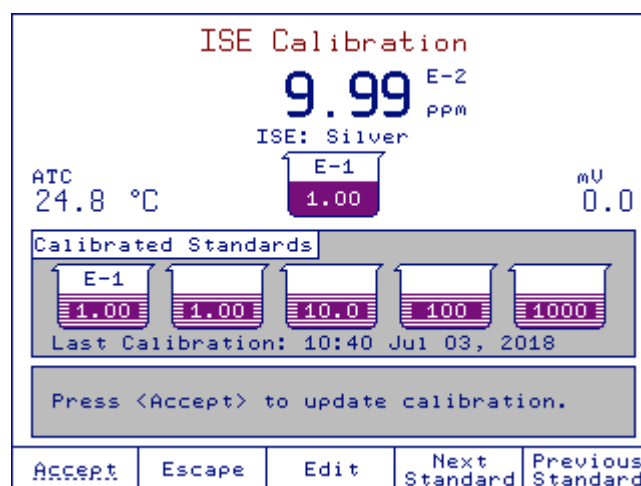 ISE Calibration
9.99 E-2 ppm
ISE: Silver
ATC
24.8 °C
E-1
1.00
mV
0.0
Calibrated Standards
E-1
1.00 1.00 10.0 100 1000
Last Calibration: 10:40 Jul 03, 2018
Press <Accept> to update calibration.
Accept Escape Edit Next Standard Previous Standard